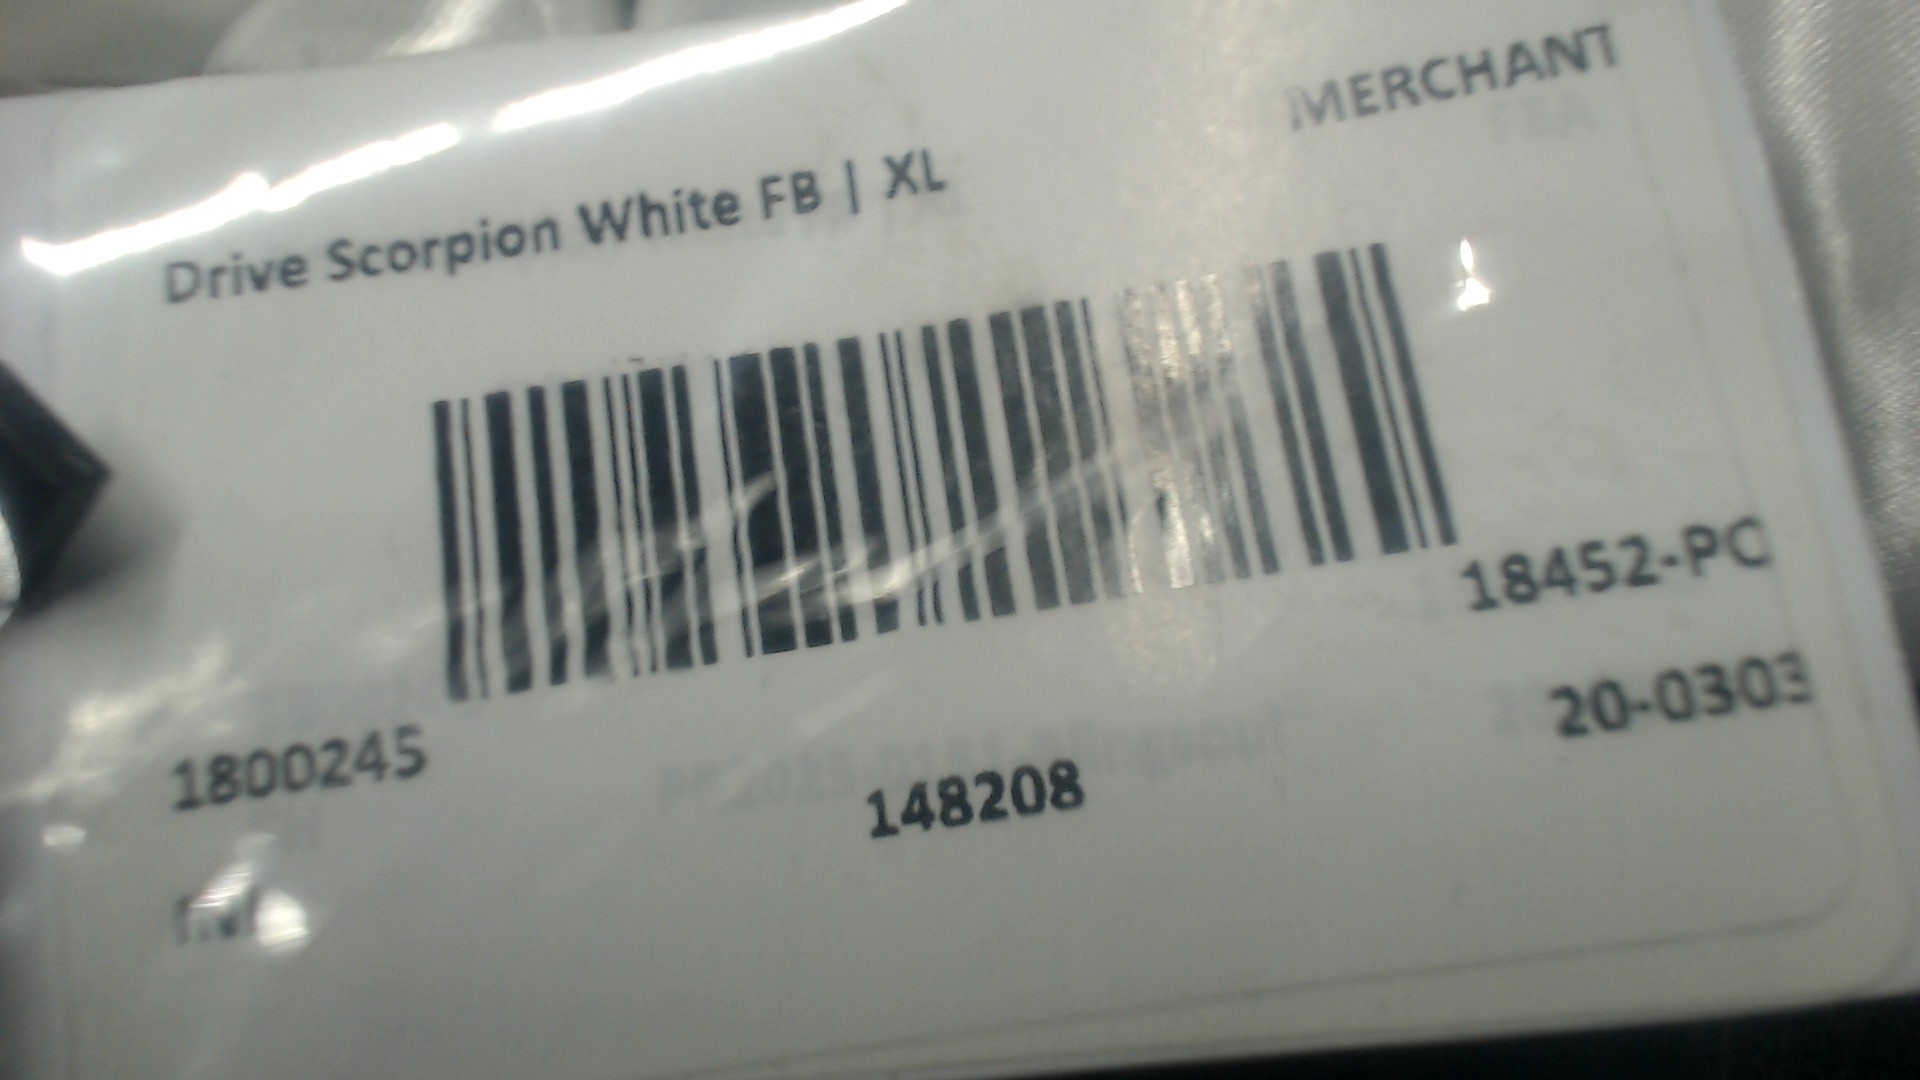 MERCHANT
Drive Scorpion White FB | XL
18452-PC
20-0303
1800245
148208